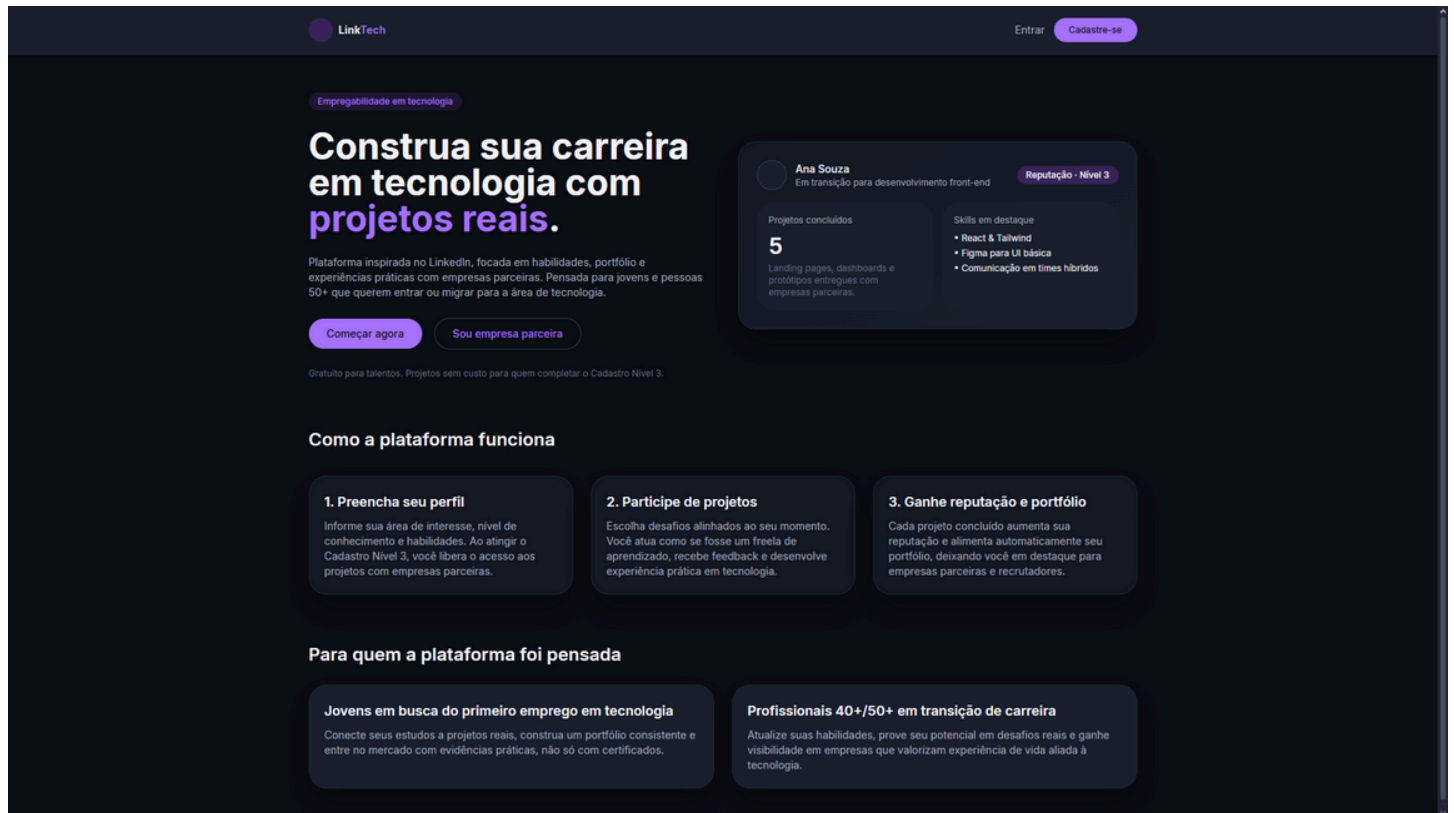 LinkTech
Entrar
Cadastre-se
Empregabilidade em tecnologia
Construa sua carreira
em tecnologia com
projetos reais.
Plataforma inspirada no LinkedIn, focada em habilidades, portfólio e
experiências práticas com empresas parceiras. Pensada para jovens e pessoas
50+ que querem entrar ou migrar para a área de tecnologia.
Começar agora
Sou empresa parceira
Gratuito para talentos. Projetos sem custo para quem completar o Cadastro Nível 3.
Ana Souza
Em transição para desenvolvimento front-end
Reputação · Nível 3
Projetos concluídos
5
Landing pages, dashboards e
protótipos entregues com
empresas parceiras.
Skills em destaque
• React & Tailwind
• Figma para UI básica
• Comunicação em times híbridos
Como a plataforma funciona
1. Preencha seu perfil
Informe sua área de interesse, nível de
conhecimento e habilidades. Ao atingir o
Cadastro Nível 3, você libera o acesso aos
projetos com empresas parceiras.
2. Participe de projetos
Escolha desafios alinhados ao seu momento.
Você atua como se fosse um freela de
aprendizado, recebe feedback e desenvolve
experiência prática em tecnologia.
3. Ganhe reputação e portfólio
Cada projeto concluído aumenta sua
reputação e alimenta automaticamente seu
portfólio, deixando você em destaque para
empresas parceiras e recrutadores.
Para quem a plataforma foi pensada
Jovens em busca do primeiro emprego em tecnologia
Conecte seus estudos a projetos reais, construa um portfólio consistente e
entre no mercado com evidências práticas, não só com certificados.
Profissionais 40+/50+ em transição de carreira
Atualize suas habilidades, prove seu potencial em desafios reais e ganhe
visibilidade em empresas que valorizam experiência de vida aliada à
tecnologia.